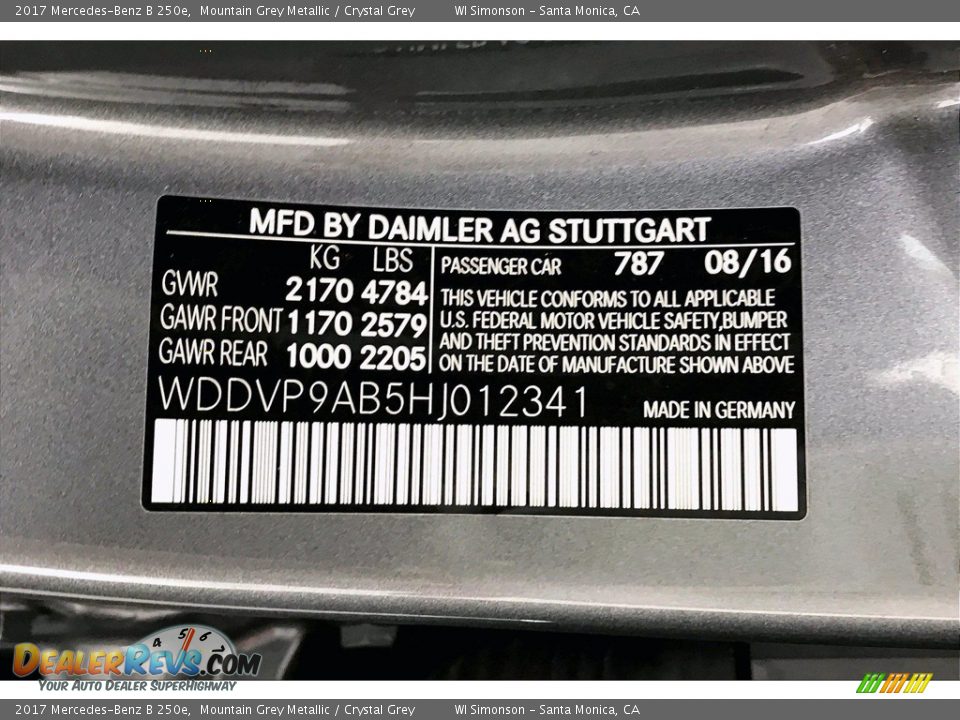 2017 Mercedes-Benz B 250e, Mountain Grey Metallic / Crystal Grey WI Simonson - Santa Monica, CA
MFD BY DAIMLER AG STUTTGART
KG LBS
GVWR 2170 4784
GAWR FRONT 1170 2579
GAWR REAR 1000 2205
PASSENGER CAR 787 08/16
THIS VEHICLE CONFORMS TO ALL APPLICABLE
U.S. FEDERAL MOTOR VEHICLE SAFETY,BUMPER
AND THEFT PREVENTION STANDARDS IN EFFECT
ON THE DATE OF MANUFACTURE SHOWN ABOVE
WDDVP9AB5HJ012341
MADE IN GERMANY
4 5 6
DEALERREVS.COM
YOUR AUTO DEALER SUPERHIGHWAY
2017 Mercedes-Benz B 250e, Mountain Grey Metallic / Crystal Grey WI Simonson - Santa Monica, CA